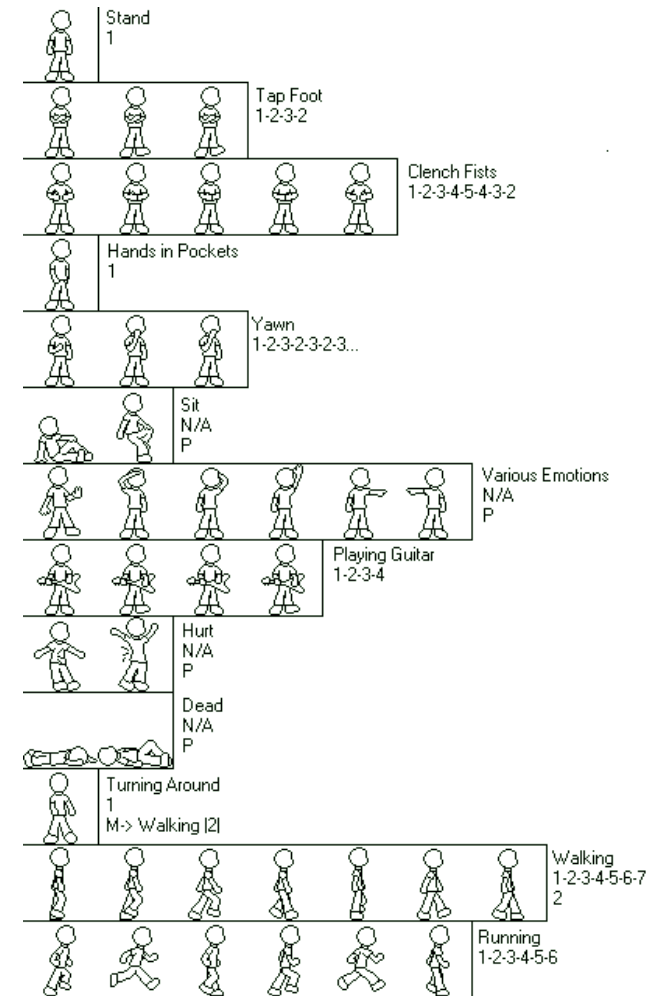 Stand
1
Tap Foot
1-2-3-2
Clench Fists
1-2-3-4-5-4-3-2
Hands in Pockets
1
Yawn
1-2-3-2-3-2-3...
Sit
N/A
P
Various Emotions
N/A
P
Playing Guitar
1-2-3-4
Hurt
N/A
P
Dead
N/A
P
Turning Around
1
M-> Walking |2|
Walking
1-2-3-4-5-6-7
2
Running
1-2-3-4-5-6